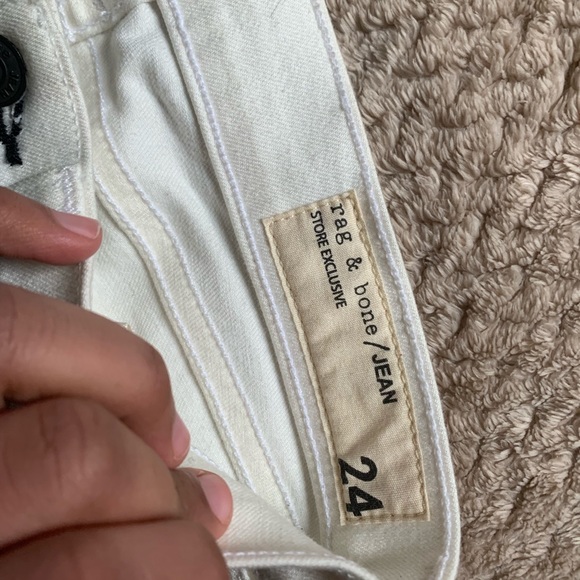 rag & bone/JEAN
STORE EXCLUSIVE
24